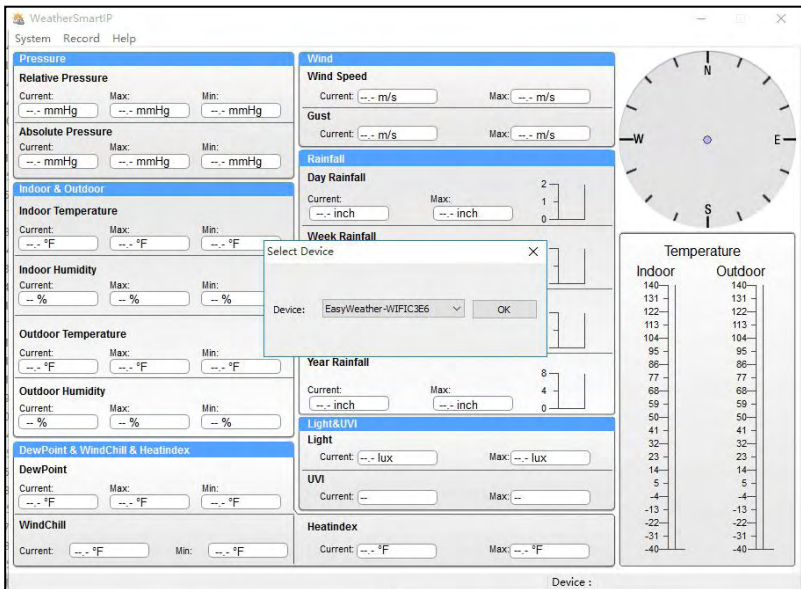 WeatherSmartIP
System Record Help
Pressure
Relative Pressure
Current: Max: Min:
--.- mmHg --.- mmHg --.- mmHg
Absolute Pressure
Current: Max: Min:
--.- mmHg --.- mmHg --.- mmHg
Indoor & Outdoor
Indoor Temperature
Current: Max: Min:
--.- °F --.- °F --.- °F
Indoor Humidity
Current: Max: Min:
-- % -- % -- %
Outdoor Temperature
Current: Max: Min:
--.- °F --.- °F --.- °F
Outdoor Humidity
Current: Max: Min:
-- % -- % -- %
DewPoint & WindChill & Heatindex
DewPoint
Current: Max: Min:
--.- °F --.- °F --.- °F
WindChill
Current: --.- °F Min: --.- °F
Wind
Wind Speed
Current: --.- m/s Max: --.- m/s
Gust
Current: --.- m/s Max: --.- m/s
Rainfall
Day Rainfall
Current: Max:
--.- inch --.- inch
2
1
0
Week Rainfall
Select Device
Device: EasyWeather-WIFIC3E6 OK
Year Rainfall
Current: Max:
--.- inch --.- inch
8
4
0
Light&UVI
Light
Current: --.- lux Max: --.- lux
UVI
Current: -- Max: --
Heatindex
Current: --.- °F Max: --.- °F
N
W E
S
Temperature
Indoor Outdoor
140 140
131 131
122 122
113 113
104 104
95 95
86 86
77 77
68 68
59 59
50 50
41 41
32 32
23 23
14 14
5 5
-4 -4
-13 -13
-22 -22
-31 -31
-40 -40
Device :